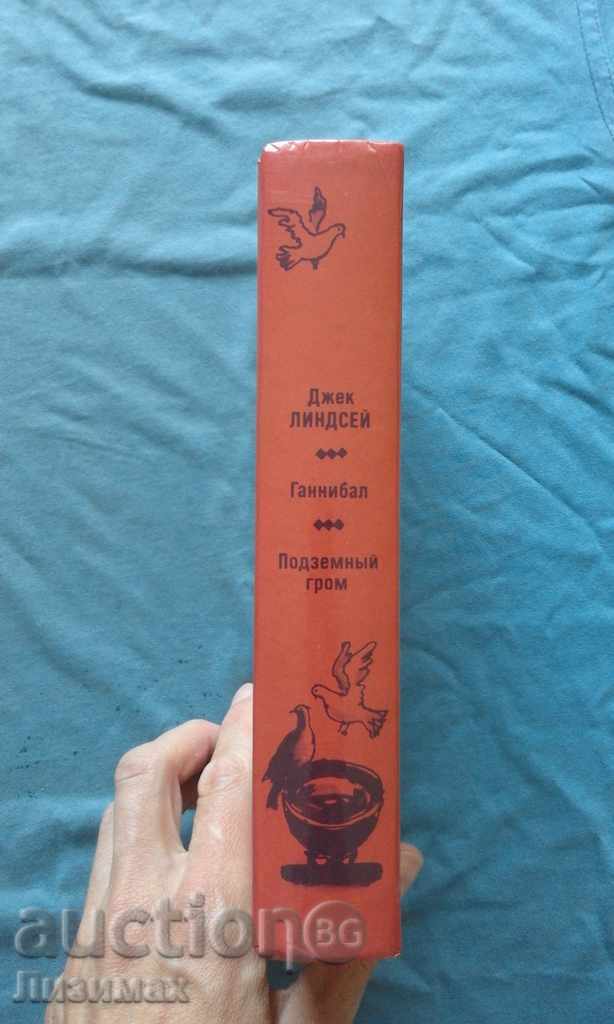 Джек
ЛИНДСЕЙ
Ганнибал
Подземный
гром
auction BG
Лизимах